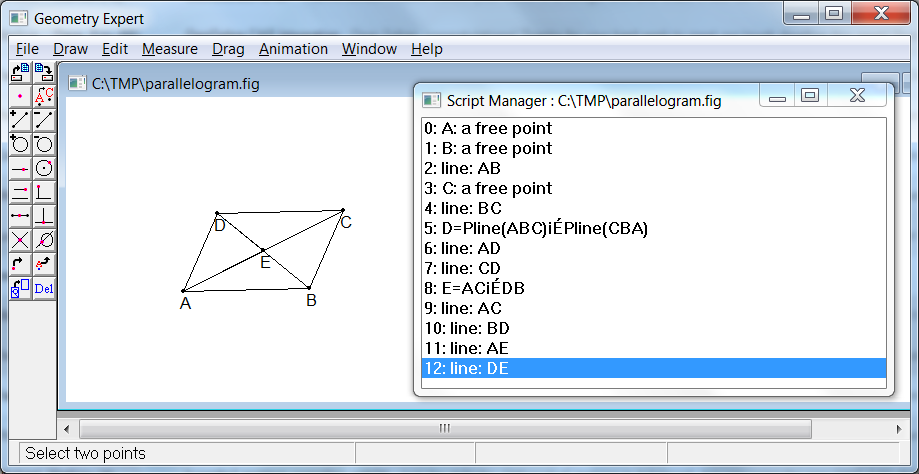 Geometry Expert
File Draw Edit Measure Drag Animation Window Help
C:\TMP\parallelogram.fig
Script Manager : C:\TMP\parallelogram.fig
0: A: a free point
1: B: a free point
2: line: AB
3: C: a free point
4: line: BC
5: D=Pline(ABC)iÉPline(CBA)
6: line: AD
7: line: CD
8: E=ACiÉDB
9: line: AC
10: line: BD
11: line: AE
12: line: DE
D
C
E
A
B
AC
Del
Select two points